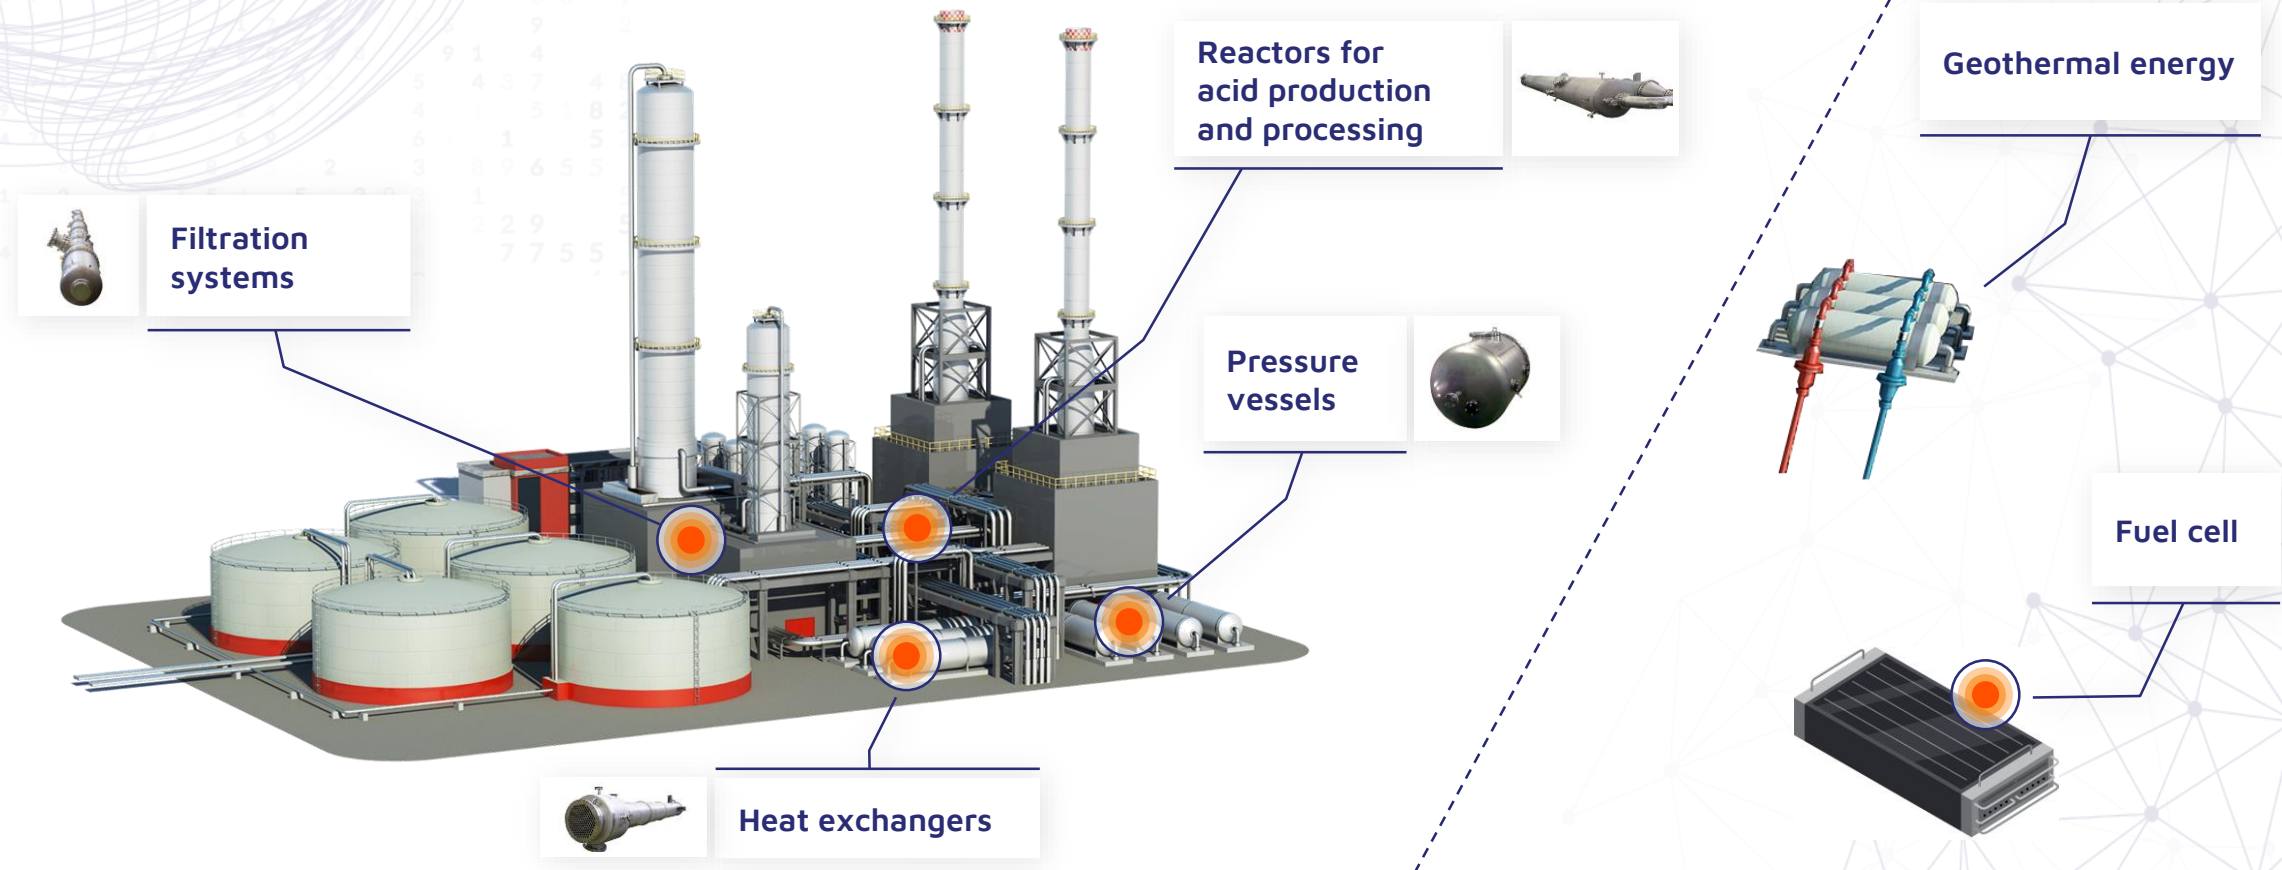 Reactors for
acid production
and processing
Geothermal energy
Filtration
systems
Pressure
vessels
Fuel cell
Heat exchangers